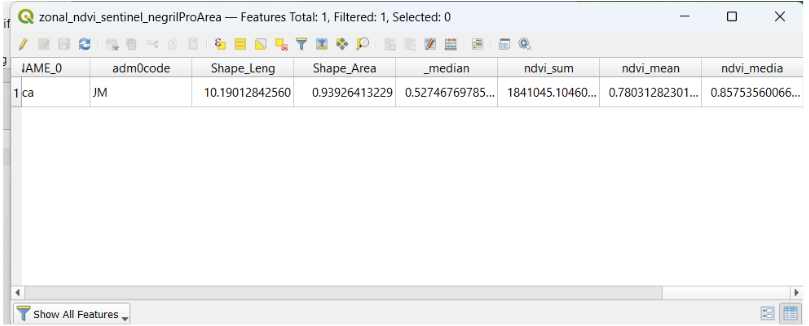 zonal_ndvi_sentinel_negrilProArea — Features Total: 1, Filtered: 1, Selected: 0
if
g
IAME_0 adm0code Shape_Leng Shape_Area _median ndvi_sum ndvi_mean ndvi_media
1 ca JM 10.19012842560 0.93926413229 0.52746769785... 1841045.10460... 0.78031282301... 0.85753560066...
Show All Features